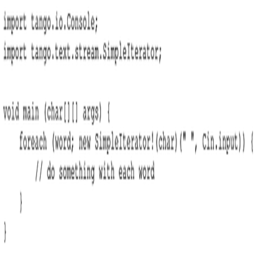 import tango.io.Console;
import tango.text.stream.SimpleIterator;
void main (char[][] args) {
foreach (word; new SimpleIterator!(char)(" ", Cin.input)) {
// do something with each word
}
}